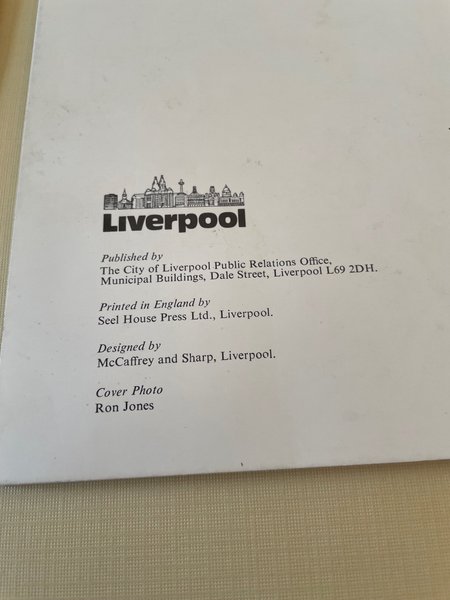 Liverpool
Published by
The City of Liverpool Public Relations Office,
Municipal Buildings, Dale Street, Liverpool L69 2DH.
Printed in England by
Seel House Press Ltd., Liverpool.
Designed by
McCaffrey and Sharp, Liverpool.
Cover Photo
Ron Jones